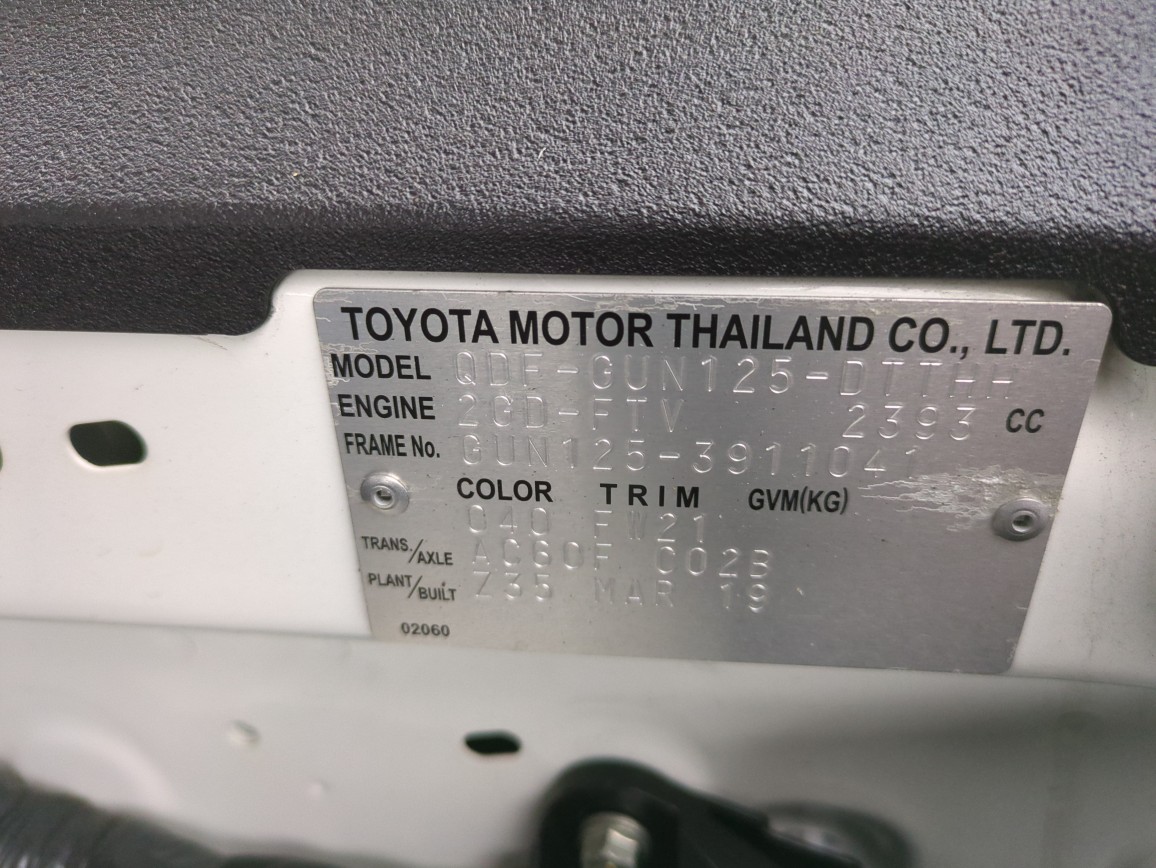 TOYOTA MOTOR THAILAND CO., LTD.
MODEL QDF-GUN125-DTTHH
ENGINE 2GD-FTV 2393 CC
FRAME No. GUN125-3911041
COLOR TRIM GVM(KG)
040 FW21
TRANS./AXLE AC60F C02B
PLANT/BUILT Z35 MAR 19
02060